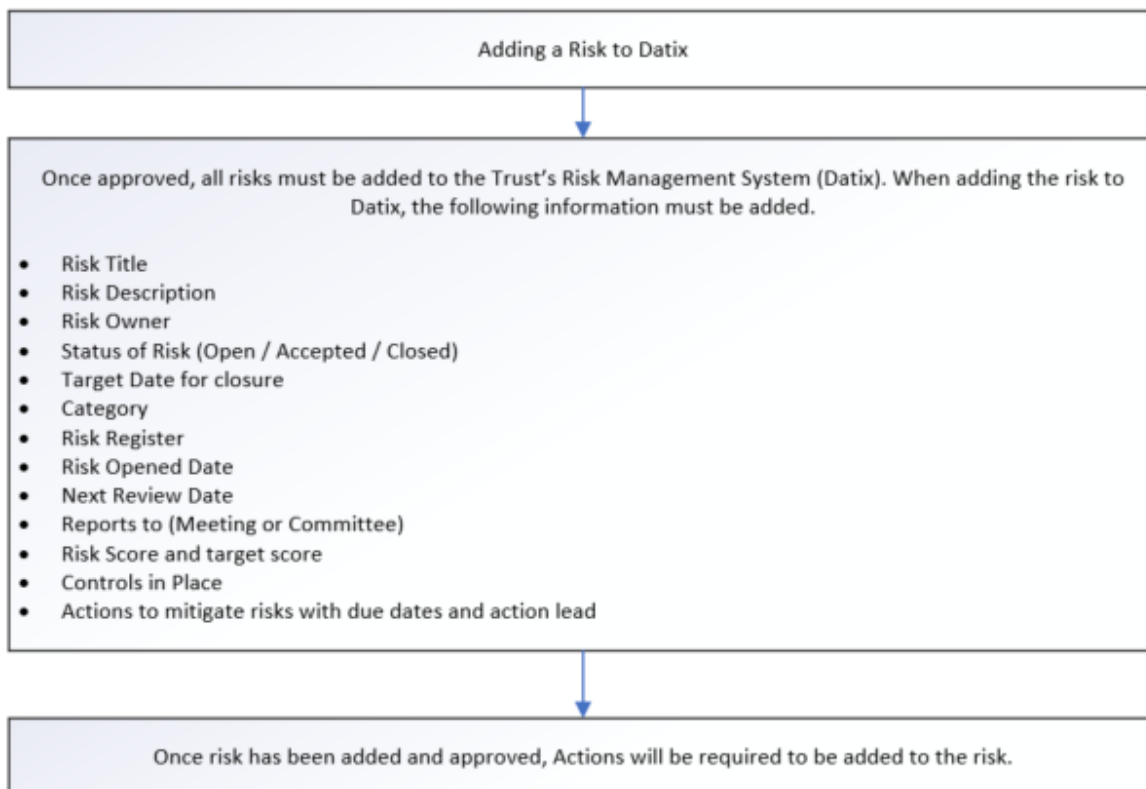 Adding a Risk to Datix
Once approved, all risks must be added to the Trust's Risk Management System (Datix). When adding the risk to
Datix, the following information must be added.
• Risk Title
• Risk Description
• Risk Owner
• Status of Risk (Open / Accepted / Closed)
• Target Date for closure
• Category
• Risk Register
• Risk Opened Date
• Next Review Date
• Reports to (Meeting or Committee)
• Risk Score and target score
• Controls in Place
• Actions to mitigate risks with due dates and action lead
Once risk has been added and approved, Actions will be required to be added to the risk.